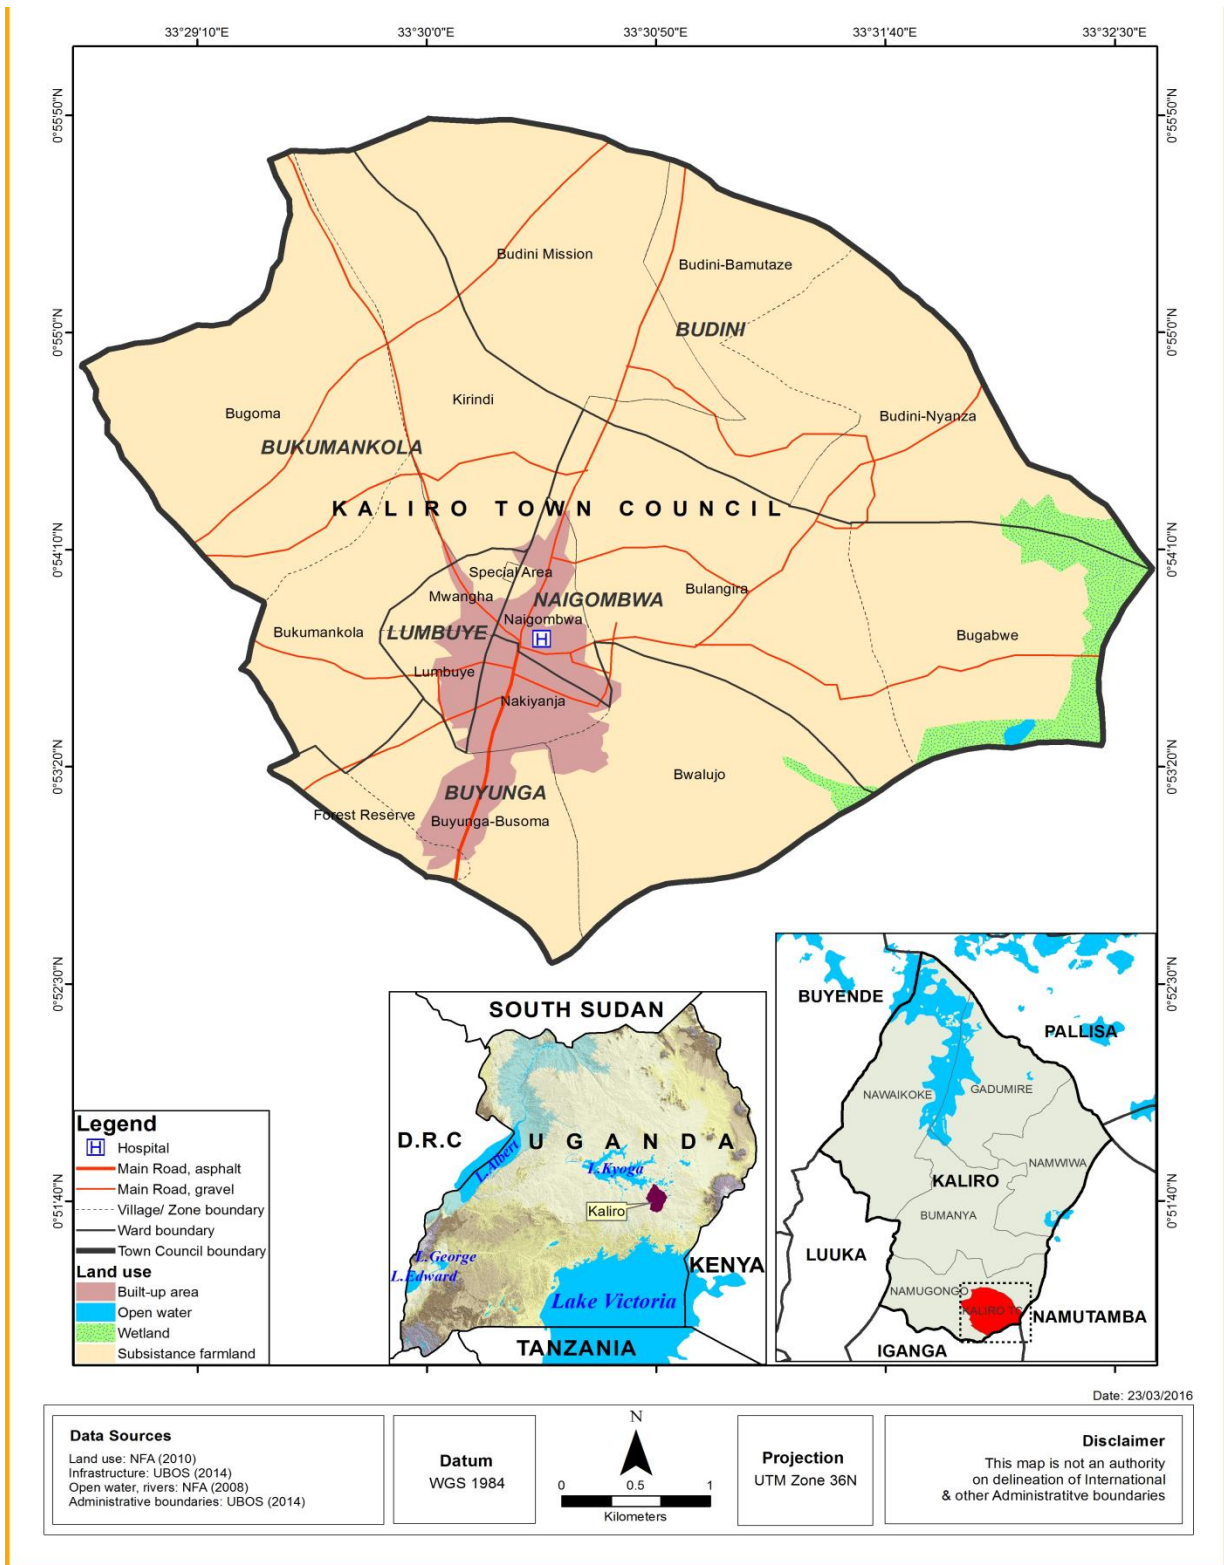 33°29'10"E
33°30'0"E
33°30'50"E
33°31'40"E
33°32'30"E
0°55'50"N
0°55'50"N
Budini Mission
Budini-Bamutaze
0°55'0"N
BUDINI
0°55'0"N
Kirindi
Bugoma
Budini-Nyanza
BUKUMANKOLA
KALIRO TOWN COUNCIL
0°54'10"N
0°54'10"N
Special Area
Bulangira
Mwangha
NAIGOMBWA
Naigombwa
Bukumankola
LUMBUYE
H
Bugabwe
Lumbuye
Nakiyanja
0°53'20"N
0°53'20"N
Bwalujo
BUYUNGA
Forest Reserve
Buyunga-Busoma
0°52'30"N
0°52'30"N
SOUTH SUDAN
D.R.C
UGANDA
L.Albert
L.Kyoga
Kaliro
L.George
L.Edward
KENYA
Lake Victoria
TANZANIA
BUYENDE
PALLISA
NAWAIKOKE
GADUMIRE
NAMWIWA
KALIRO
BUMANYA
LUUKA
NAMUGONGO
KALIRO TC
NAMUTAMBA
IGANGA
0°51'40"N
0°51'40"N
Legend
H Hospital
Main Road, asphalt
Main Road, gravel
Village/ Zone boundary
Ward boundary
Town Council boundary
Land use
Built-up area
Open water
Wetland
Subsistance farmland
Date: 23/03/2016
Data Sources
Land use: NFA (2010)
Infrastructure: UBOS (2014)
Open water, rivers: NFA (2008)
Administrative boundaries: UBOS (2014)
Datum
WGS 1984
N
0 0.5 1
Kilometers
Projection
UTM Zone 36N
Disclaimer
This map is not an authority
on delineation of International
& other Administratitve boundaries